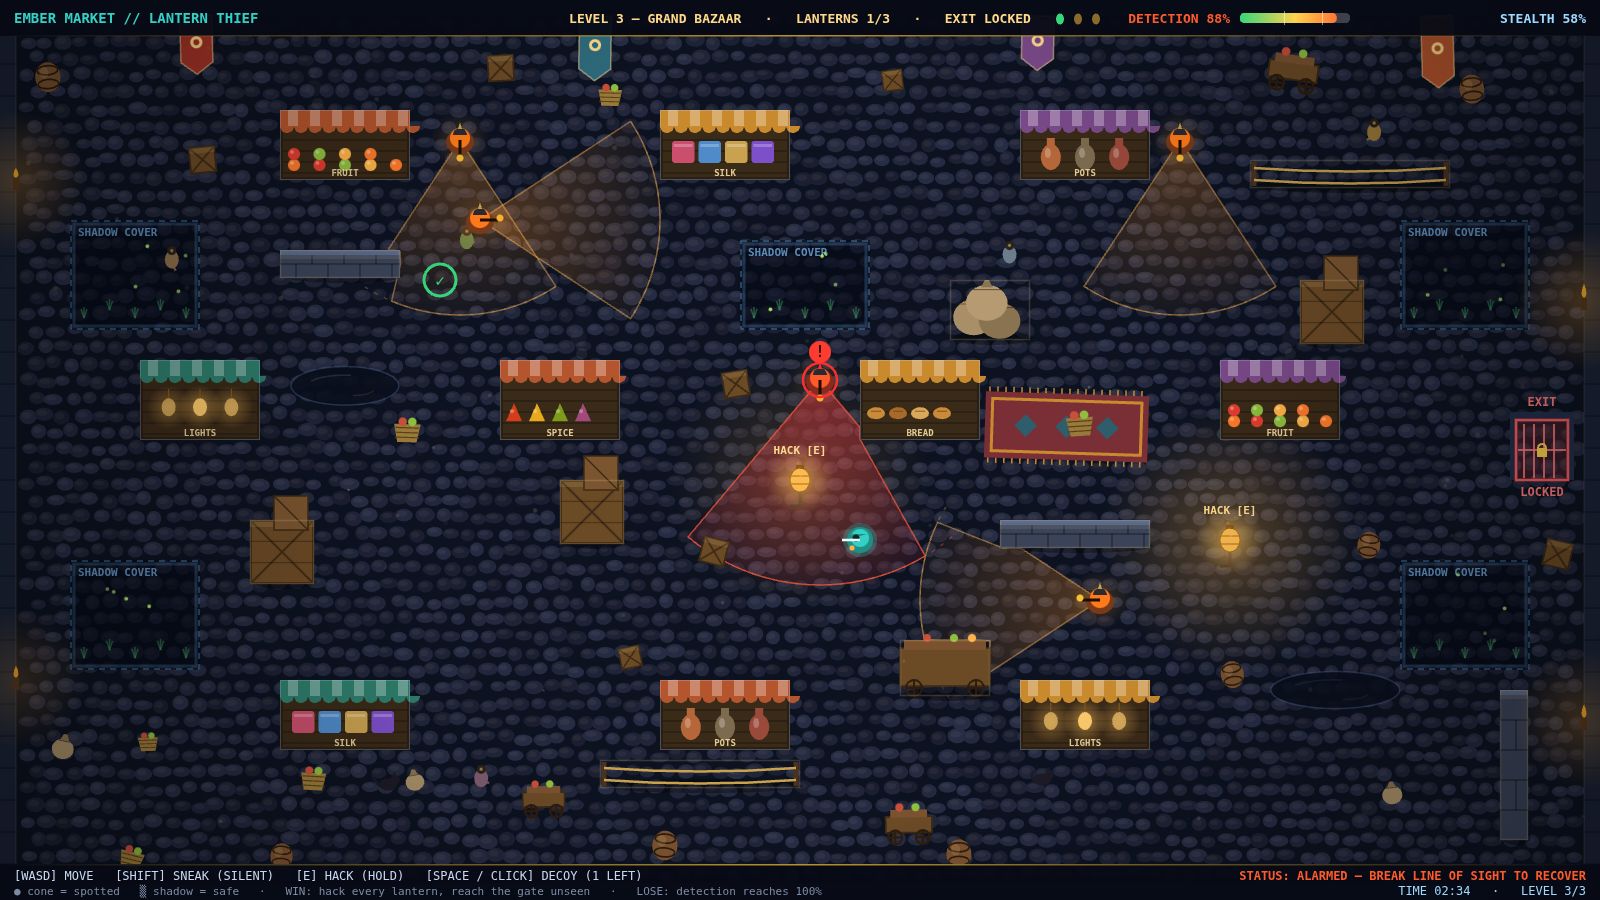 EMBER MARKET // LANTERN THIEF
LEVEL 3 — GRAND BAZAAR · LANTERNS 1/3 · EXIT LOCKED
DETECTION 88%
STEALTH 58%
FRUIT
SILK
POTS
SHADOW COVER
SHADOW COVER
SHADOW COVER
✓
!
LIGHTS
SPICE
BREAD
FRUIT
EXIT
LOCKED
HACK [E]
HACK [E]
SHADOW COVER
SHADOW COVER
SILK
POTS
LIGHTS
[WASD] MOVE [SHIFT] SNEAK (SILENT) [E] HACK (HOLD) [SPACE / CLICK] DECOY (1 LEFT)
STATUS: ALARMED — BREAK LINE OF SIGHT TO RECOVER
● cone = spotted ▒ shadow = safe · WIN: hack every lantern, reach the gate unseen · LOSE: detection reaches 100%
TIME 02:34 · LEVEL 3/3